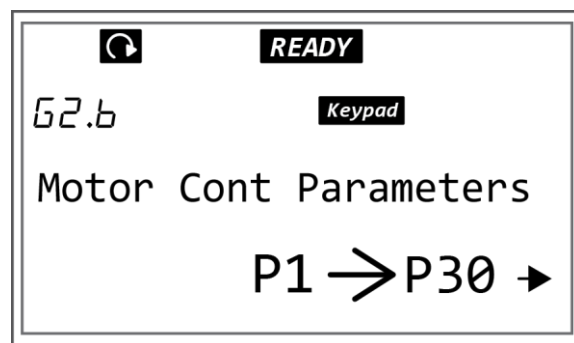 READY
G2.b
Keypad
Motor Cont Parameters
P1→P30